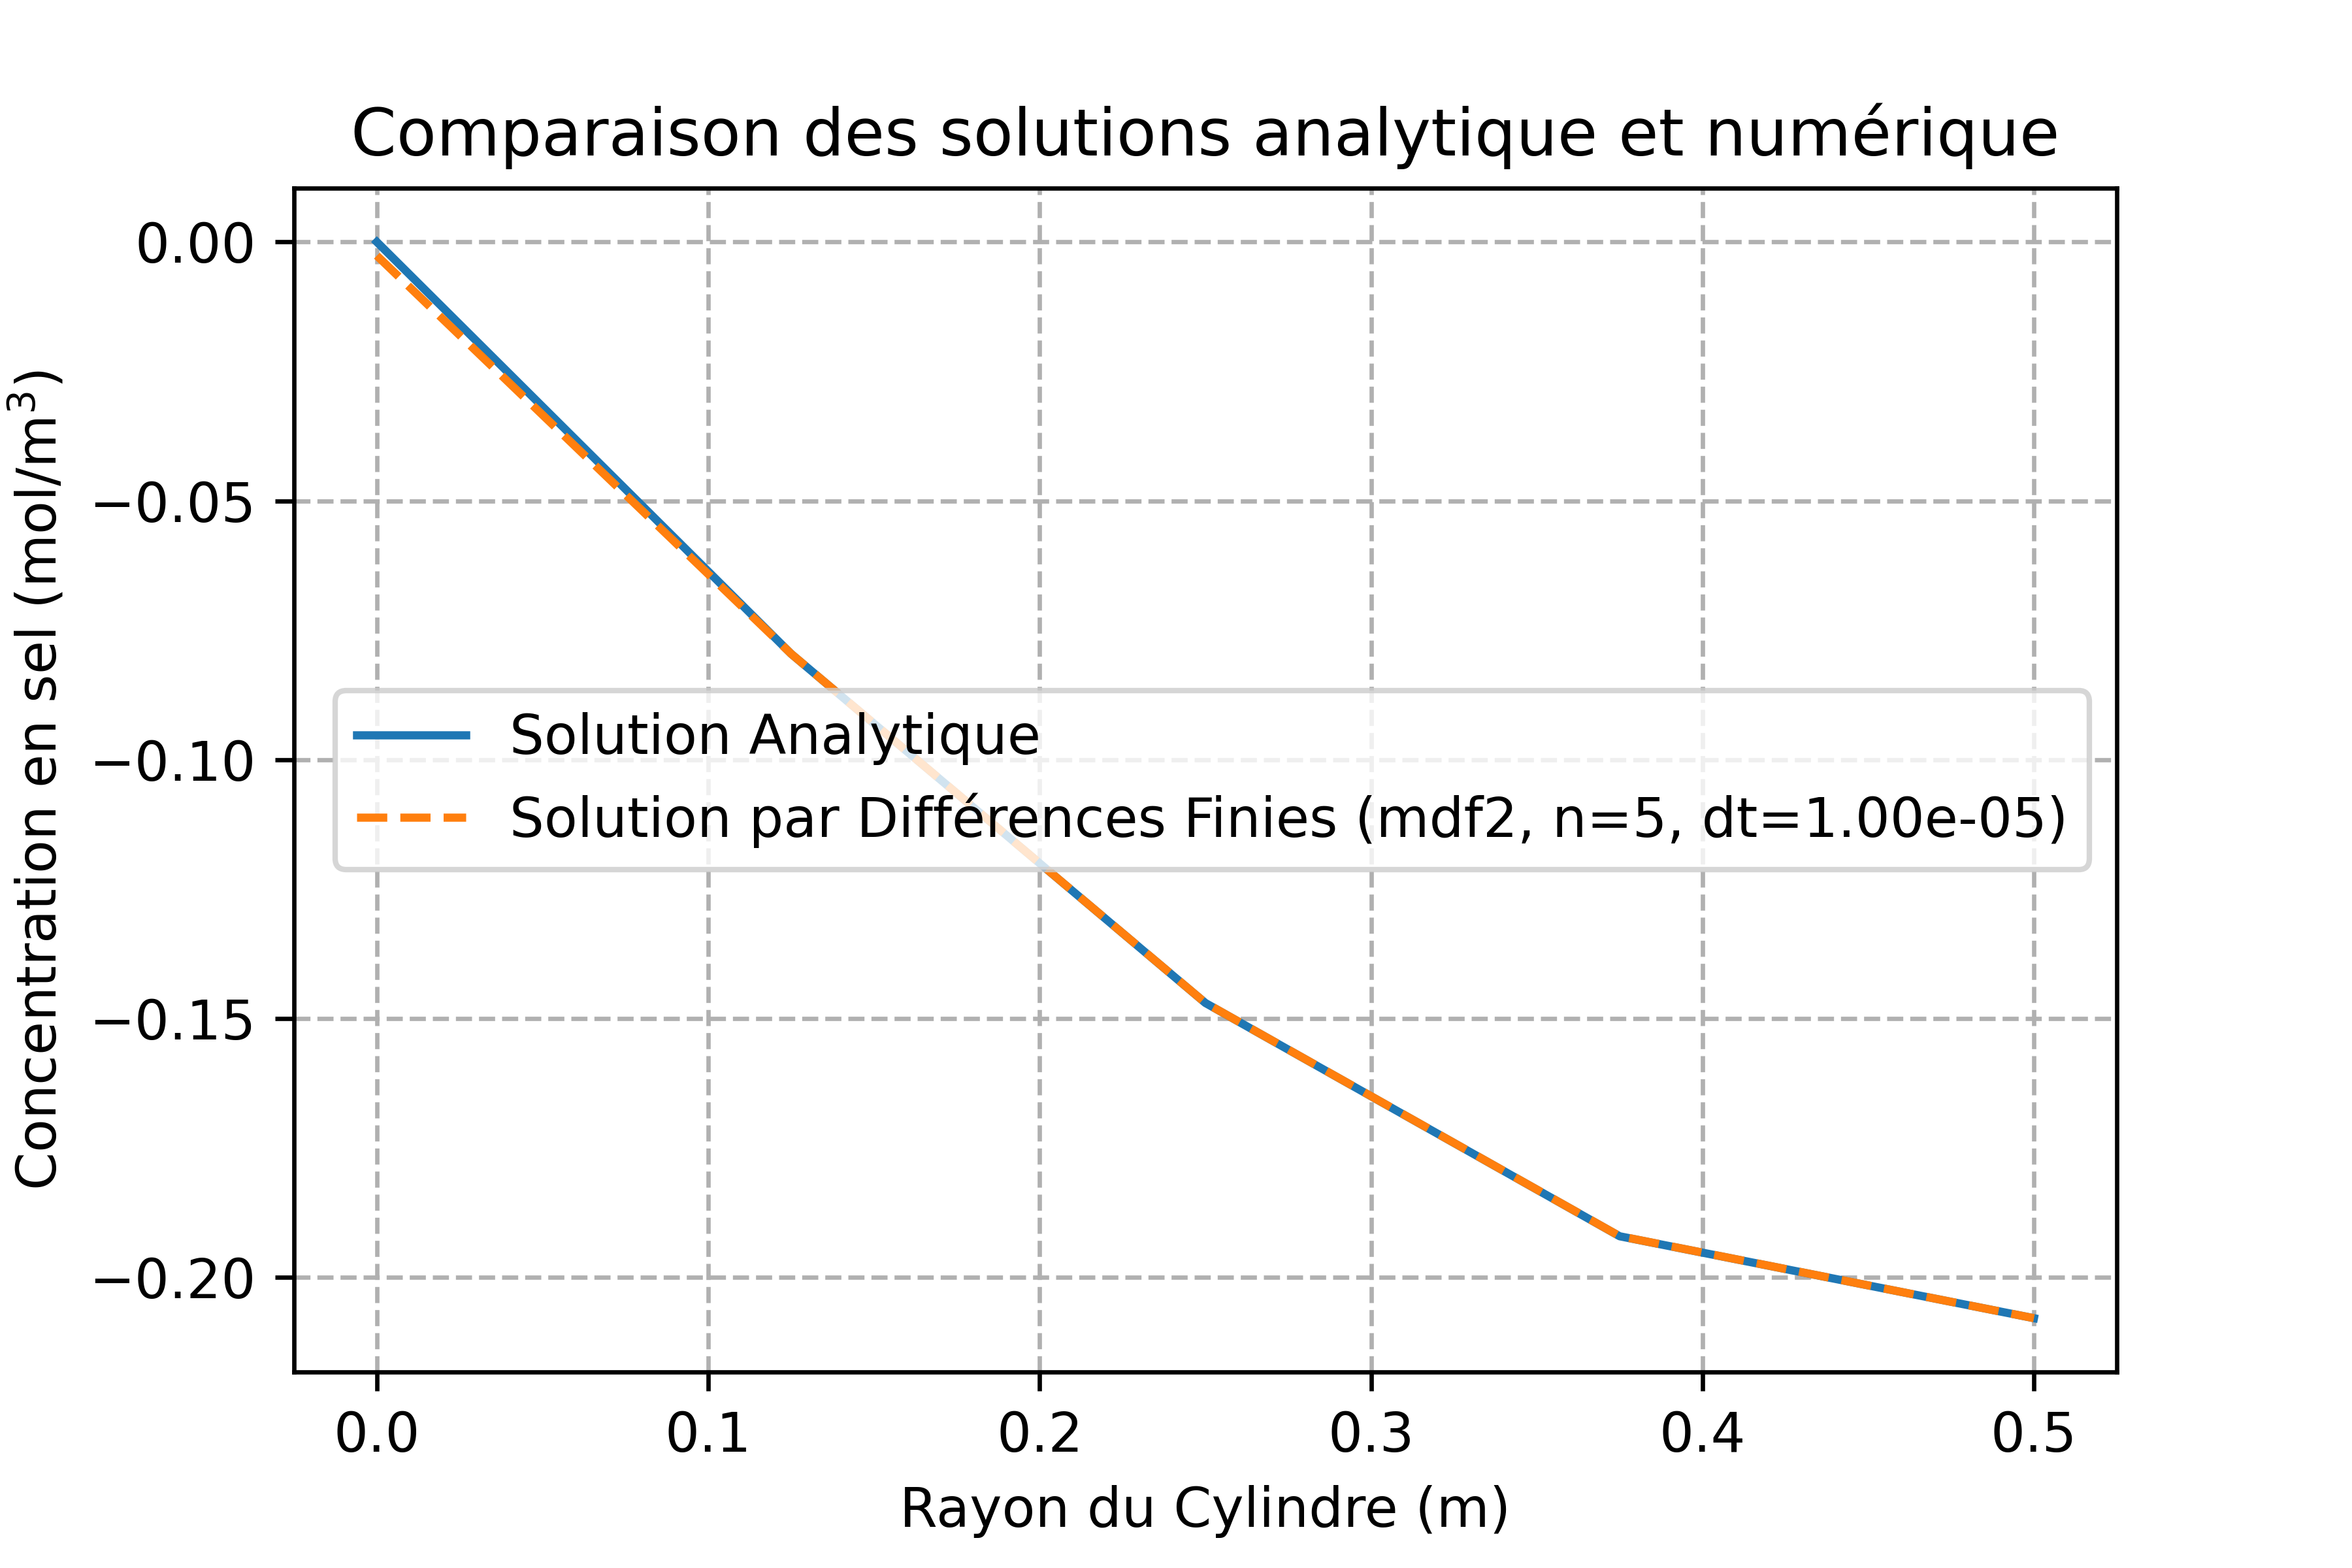 Comparaison des solutions analytique et numérique
Concentration en sel (mol/m³)
0.00
−0.05
−0.10
−0.15
−0.20
Solution Analytique
Solution par Différences Finies (mdf2, n=5, dt=1.00e-05)
0.0 0.1 0.2 0.3 0.4 0.5
Rayon du Cylindre (m)